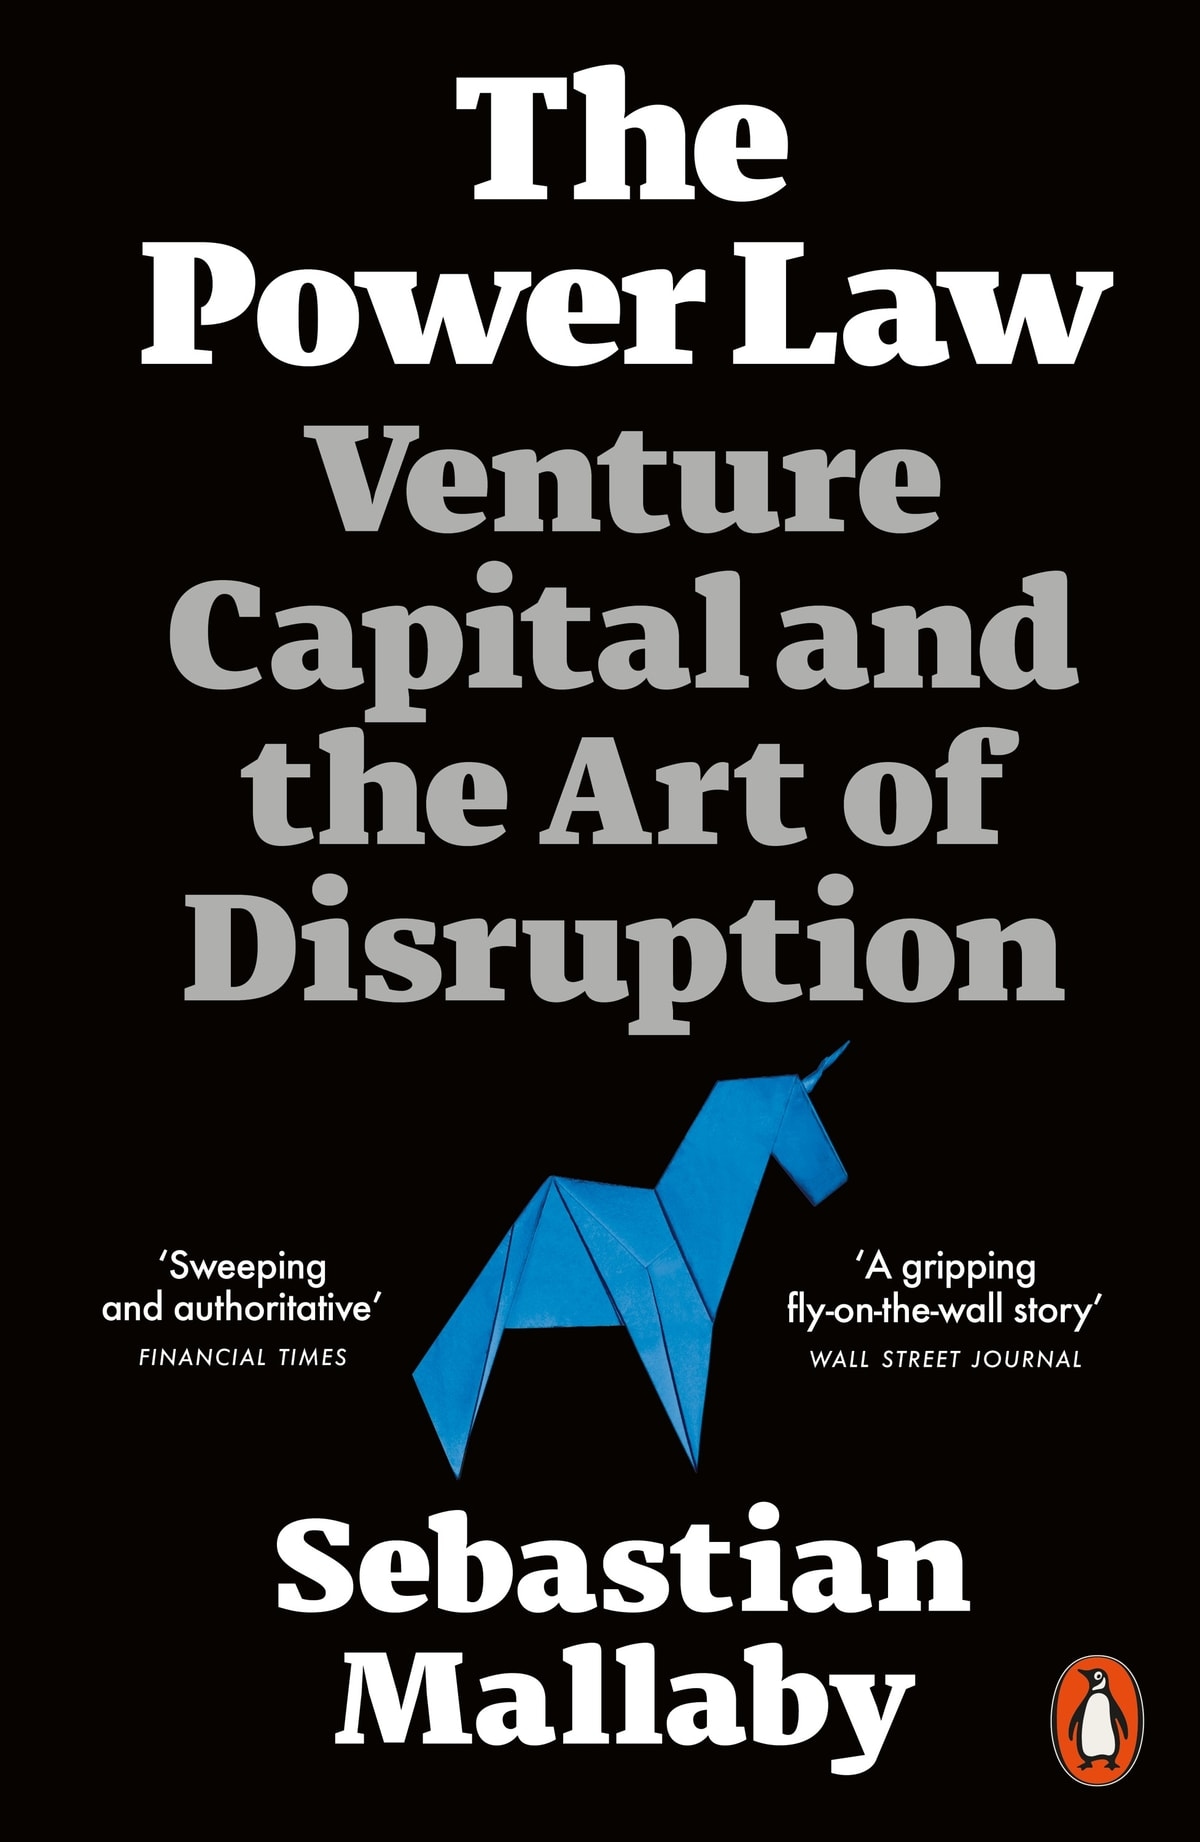 The
Power Law
Venture
Capital and
the Art of
Disruption
‘Sweeping
and authoritative’
FINANCIAL TIMES
‘A gripping
fly-on-the-wall story’
WALL STREET JOURNAL
Sebastian
Mallaby